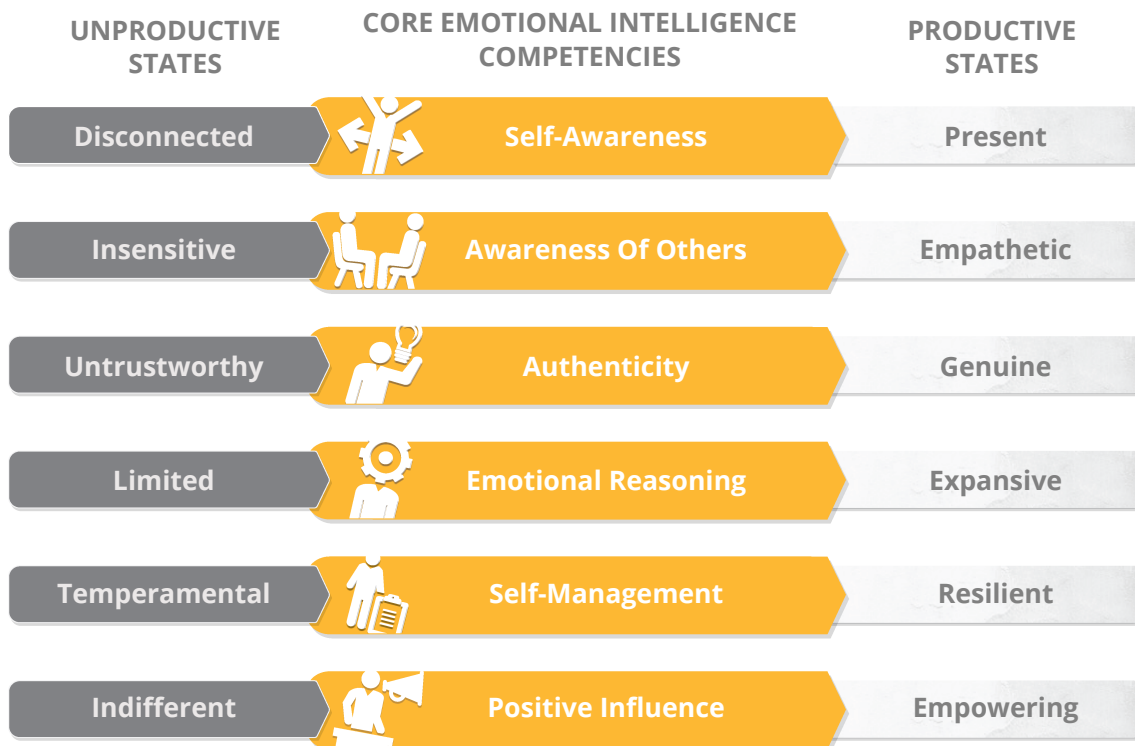 UNPRODUCTIVE
STATES
CORE EMOTIONAL INTELLIGENCE
COMPETENCIES
PRODUCTIVE
STATES
Disconnected
Self-Awareness
Present
Insensitive
Awareness Of Others
Empathetic
Untrustworthy
Authenticity
Genuine
Limited
Emotional Reasoning
Expansive
Temperamental
Self-Management
Resilient
Indifferent
Positive Influence
Empowering